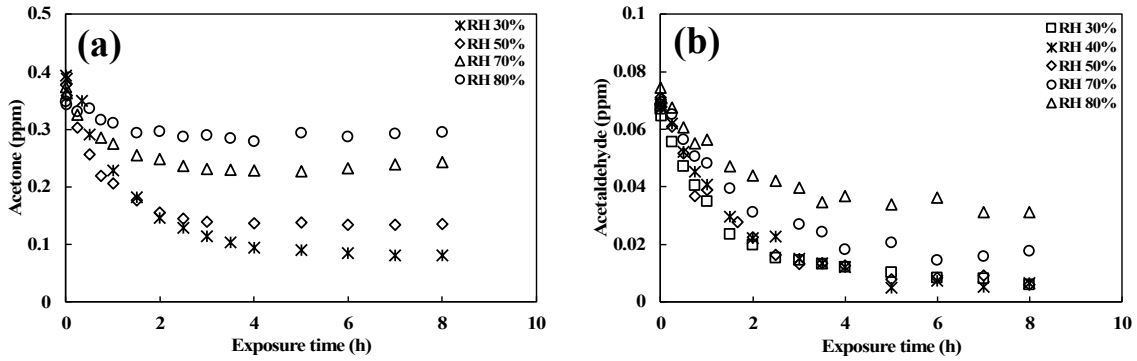 (a)
RH 30%
RH 50%
RH 70%
RH 80%
0.5
0.4
0.3
0.2
0.1
0
Acetone (ppm)
0 2 4 6 8 10
Exposure time (h)
(b)
RH 30%
RH 40%
RH 50%
RH 70%
RH 80%
0.1
0.08
0.06
0.04
0.02
0
Acetaldehyde (ppm)
0 2 4 6 8 10
Exposure time (h)